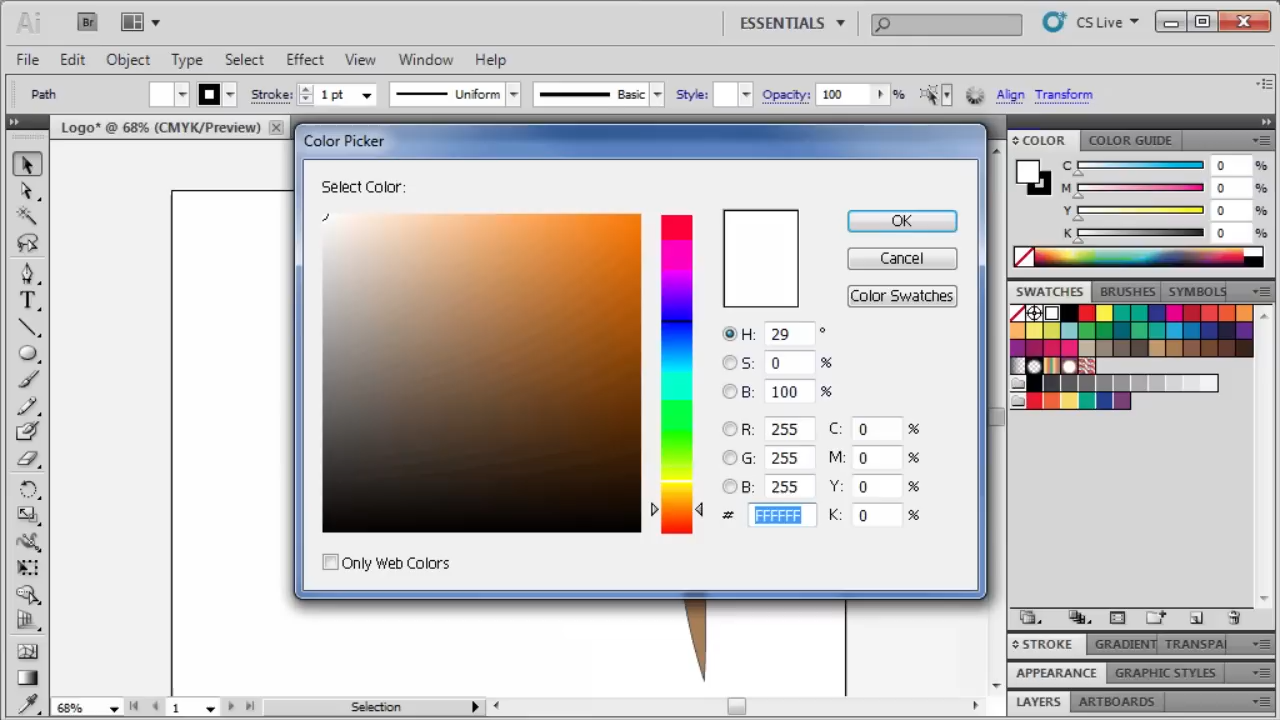 Ai Br ESSENTIALS CS Live
File Edit Object Type Select Effect View Window Help
Path Stroke: 1 pt Uniform Basic Style: Opacity: 100 % Align Transform
Logo* @ 68% (CMYK/Preview)
Color Picker
Select Color:
OK
Cancel
Color Swatches
H: 29 °
S: 0 %
B: 100 %
R: 255 C: 0 %
G: 255 M: 0 %
B: 255 Y: 0 %
# FFFFFF K: 0 %
Only Web Colors
COLOR COLOR GUIDE
C 0 %
M 0 %
Y 0 %
K 0 %
SWATCHES BRUSHES SYMBOLS
STROKE GRADIENT TRANSPA
APPEARANCE GRAPHIC STYLES
LAYERS ARTBOARDS
68% 1 Selection